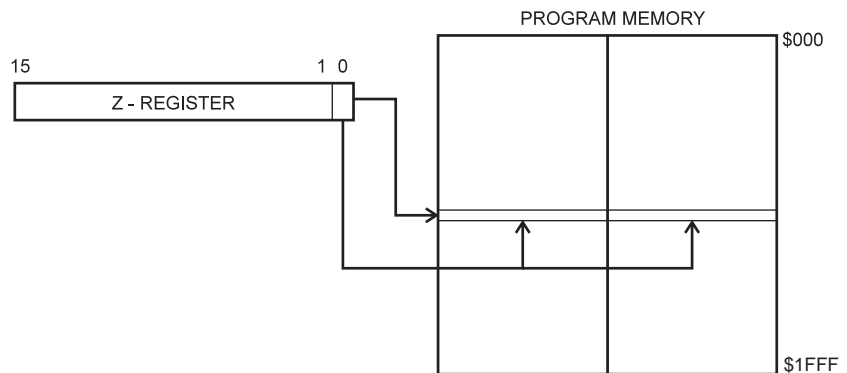 PROGRAM MEMORY
$000
15 1 0
Z - REGISTER
$1FFF